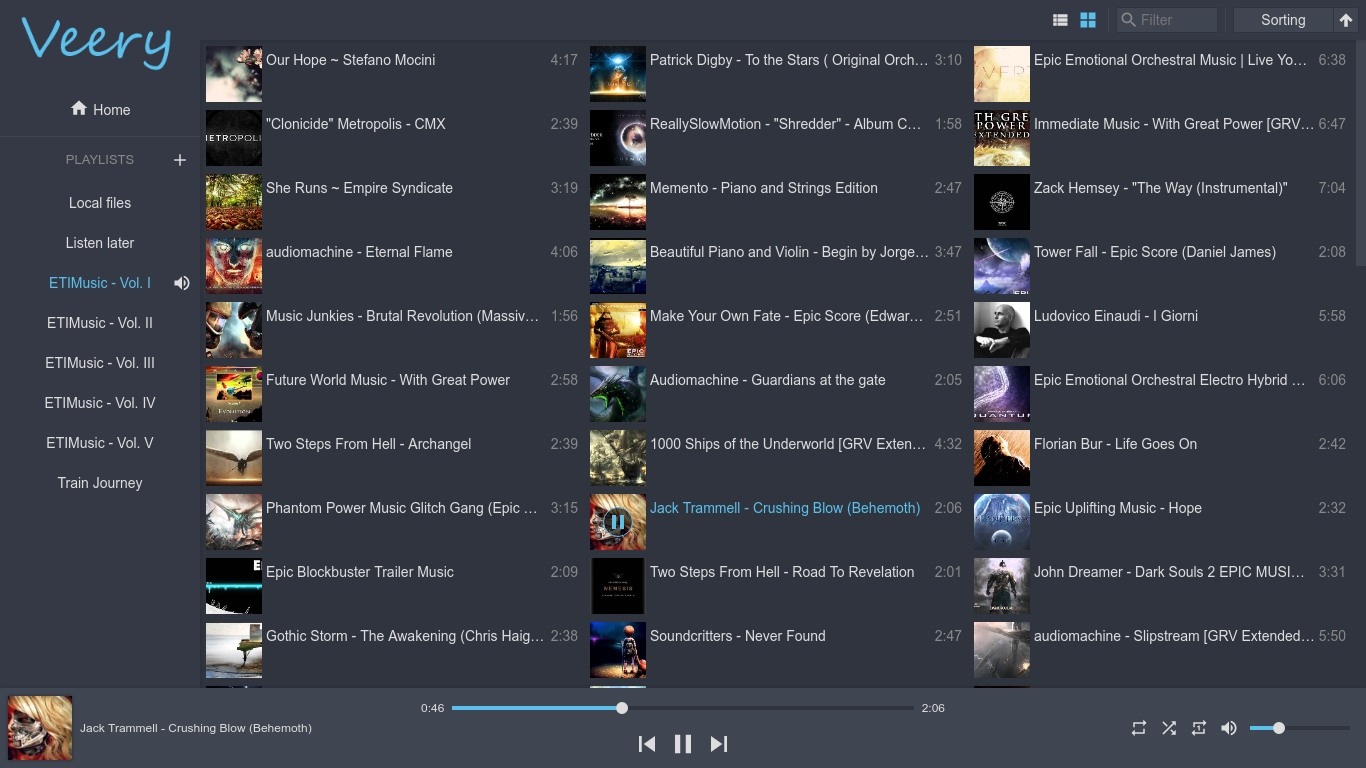 Veery
Filter
Sorting
Home
PLAYLISTS
Local files
Listen later
ETIMusic - Vol. I
ETIMusic - Vol. II
ETIMusic - Vol. III
ETIMusic - Vol. IV
ETIMusic - Vol. V
Train Journey
Our Hope ~ Stefano Mocini 4:17
Patrick Digby - To the Stars ( Original Orch... 3:10
Epic Emotional Orchestral Music | Live Yo... 6:38
"Clonicide" Metropolis - CMX 2:39
ReallySlowMotion - "Shredder" - Album C... 1:58
Immediate Music - With Great Power [GRV... 6:47
She Runs ~ Empire Syndicate 3:19
Memento - Piano and Strings Edition 2:47
Zack Hemsey - "The Way (Instrumental)" 7:04
audiomachine - Eternal Flame 4:06
Beautiful Piano and Violin - Begin by Jorge... 3:47
Tower Fall - Epic Score (Daniel James) 2:08
Music Junkies - Brutal Revolution (Massiv... 1:56
Make Your Own Fate - Epic Score (Edwar... 2:51
Ludovico Einaudi - I Giorni 5:58
Future World Music - With Great Power 2:58
Audiomachine - Guardians at the gate 2:05
Epic Emotional Orchestral Electro Hybrid ... 6:06
Two Steps From Hell - Archangel 2:39
1000 Ships of the Underworld [GRV Exten... 4:32
Florian Bur - Life Goes On 2:42
Phantom Power Music Glitch Gang (Epic ... 3:15
Jack Trammell - Crushing Blow (Behemoth) 2:06
Epic Uplifting Music - Hope 2:32
Epic Blockbuster Trailer Music 2:09
Two Steps From Hell - Road To Revelation 2:01
John Dreamer - Dark Souls 2 EPIC MUSI... 3:31
Gothic Storm - The Awakening (Chris Haig... 2:38
Soundcritters - Never Found 2:47
audiomachine - Slipstream [GRV Extended... 5:50
Jack Trammell - Crushing Blow (Behemoth)
0:46
2:06